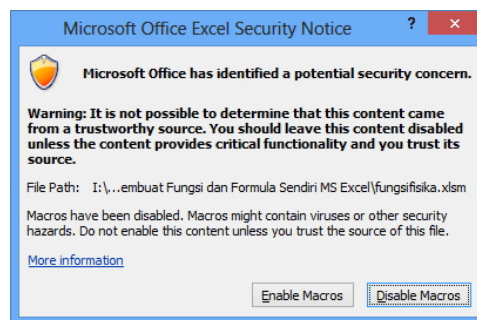 Microsoft Office Excel Security Notice
?
×
Microsoft Office has identified a potential security concern.
Warning: It is not possible to determine that this content came
from a trustworthy source. You should leave this content disabled
unless the content provides critical functionality and you trust its
source.
File Path: I:\...embuat Fungsi dan Formula Sendiri MS Excel\fungsifisika.xlsm
Macros have been disabled. Macros might contain viruses or other security
hazards. Do not enable this content unless you trust the source of this file.
More information
Enable Macros
Disable Macros